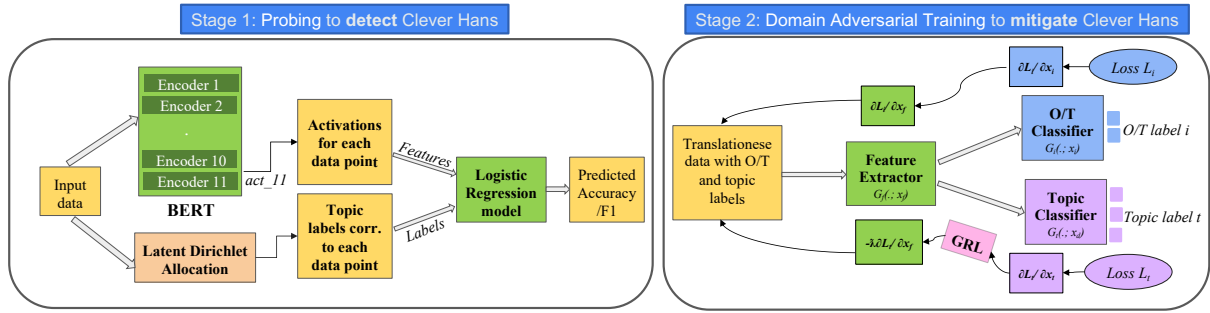 Stage 1: Probing to detect Clever Hans
Encoder 1
Encoder 2
.
Encoder 10
Encoder 11
BERT
act_11
Input
data
Latent Dirichlet
Allocation
Activations
for each
data point
Topic
labels corr.
to each
data point
Features
Labels
Logistic
Regression
model
Predicted
Accuracy
/F1
Stage 2: Domain Adversarial Training to mitigate Clever Hans
∂Lᵢ/∂xᵢ
Loss Lᵢ
∂Lᵢ/∂x_f
Translationese
data with O/T
and topic
labels
Feature
Extractor
G_f(.; x_f)
O/T
Classifier
Gᵢ(.; xᵢ)
O/T label i
Topic
Classifier
Gₜ(.; x_d)
Topic label t
-λ∂Lₜ/∂x_f
GRL
∂Lₜ/∂xₜ
Loss Lₜ